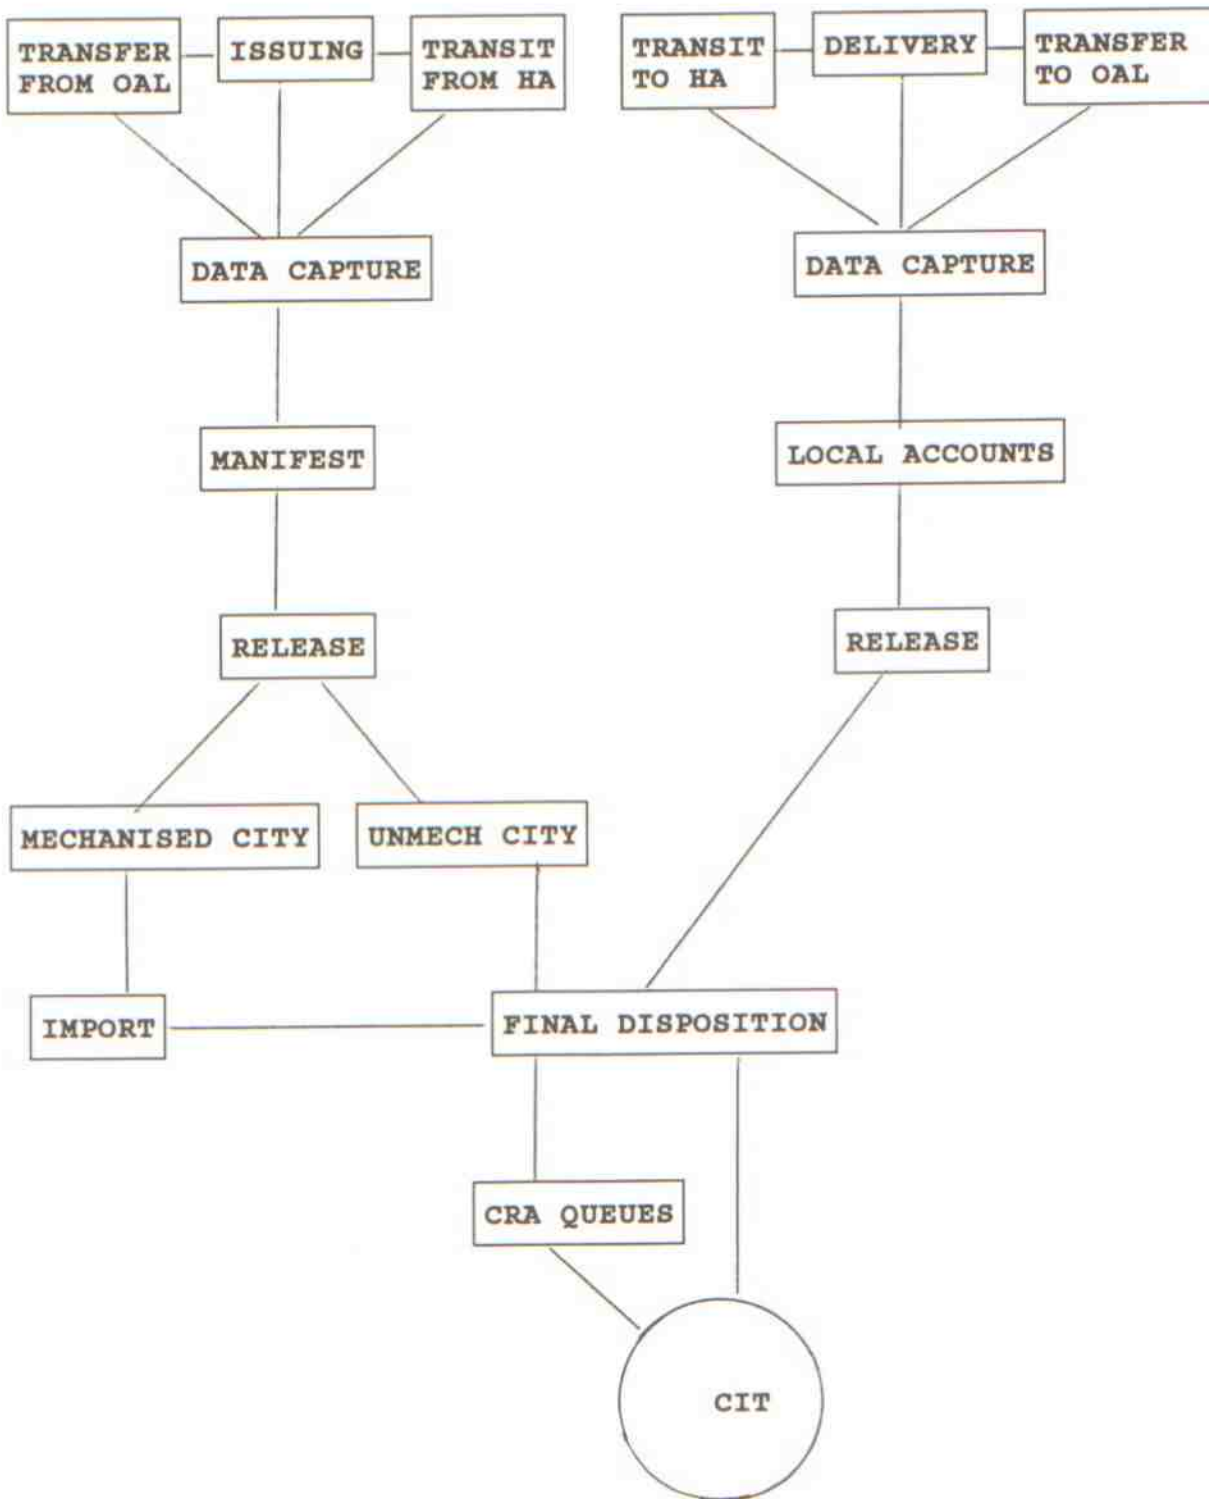 TRANSFER
FROM OAL
ISSUING
TRANSIT
FROM HA
TRANSIT
TO HA
DELIVERY
TRANSFER
TO OAL
DATA CAPTURE
DATA CAPTURE
MANIFEST
LOCAL ACCOUNTS
RELEASE
RELEASE
MECHANISED CITY
UNMECH CITY
IMPORT
FINAL DISPOSITION
CRA QUEUES
CIT